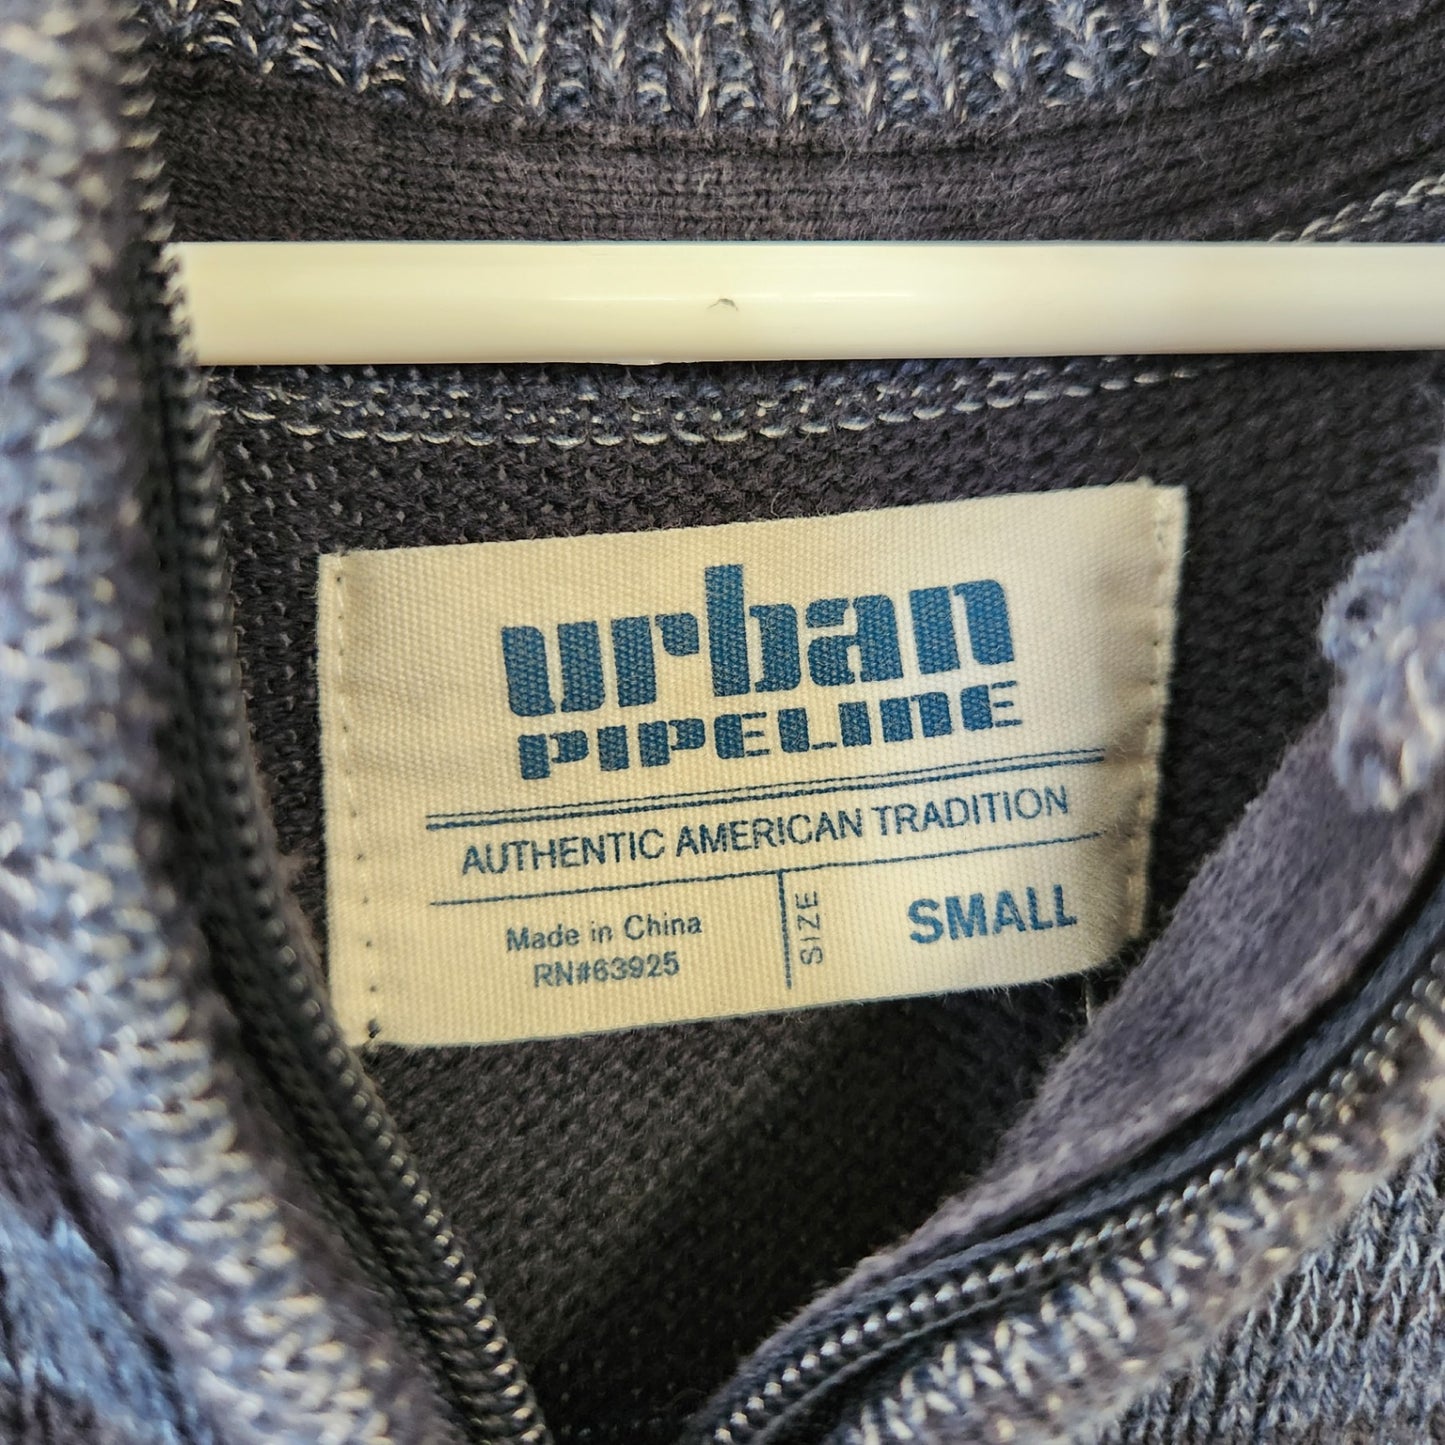 urban
PIPELINE
AUTHENTIC AMERICAN TRADITION
Made in China
RN#63925
SIZE
SMALL